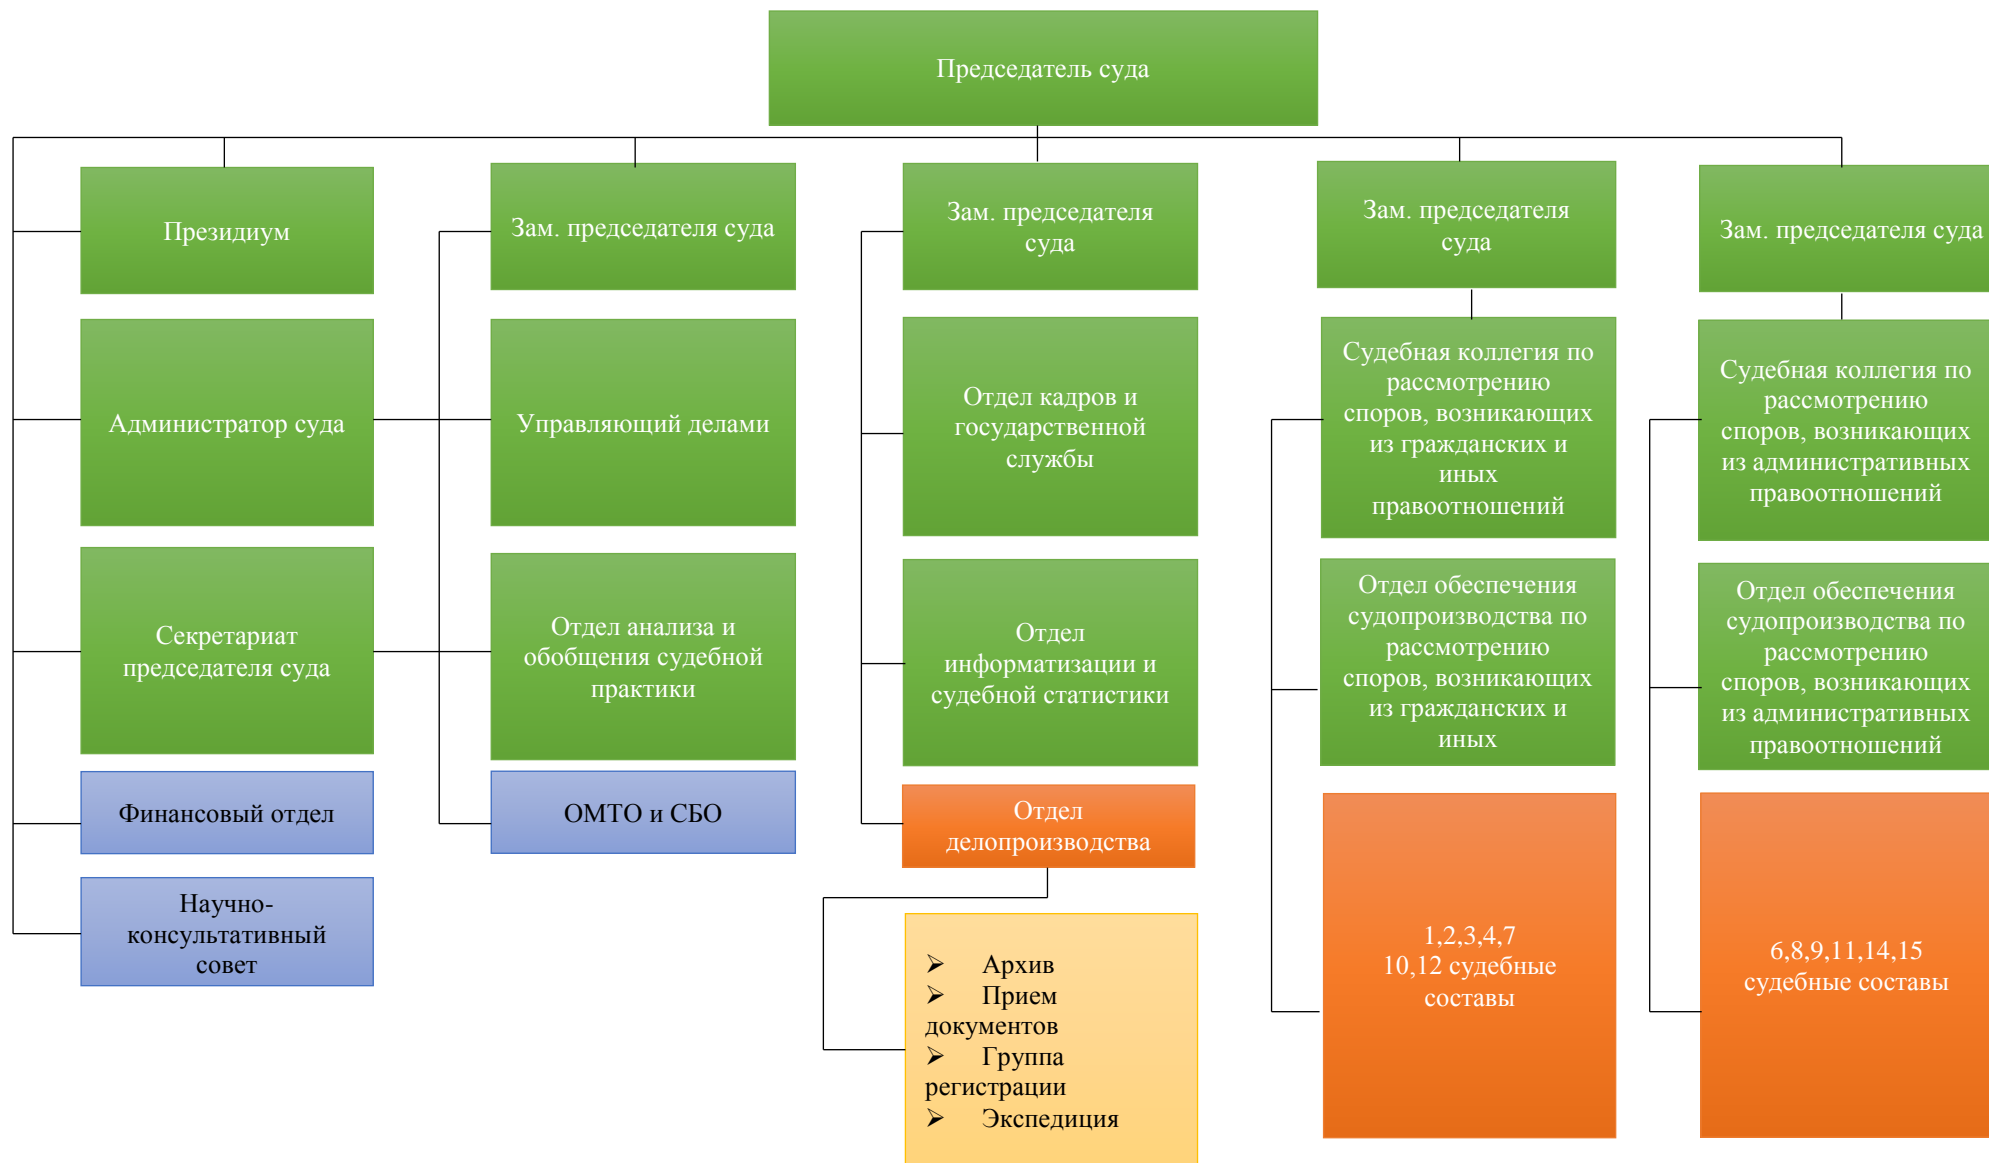 Председатель суда
Президиум
Зам. председателя суда
Зам. председателя
суда
Зам. председателя
суда
Зам. председателя суда
Администратор суда
Управляющий делами
Отдел кадров и
государственной
службы
Судебная коллегия по
рассмотрению
споров, возникающих
из гражданских и
иных
правоотношений
Судебная коллегия по
рассмотрению
споров, возникающих
из административных
правоотношений
Секретариат
председателя суда
Отдел анализа и
обобщения судебной
практики
Отдел
информатизации и
судебной статистики
Отдел обеспечения
судопроизводства по
рассмотрению
споров, возникающих
из гражданских и
иных
Отдел обеспечения
судопроизводства по
рассмотрению
споров, возникающих
из административных
правоотношений
Финансовый отдел
ОМТО и СБО
Отдел
делопроизводства
Научно-
консультативный
совет
➢ Архив
➢ Прием
документов
➢ Группа
регистрации
➢ Экспедиция
1,2,3,4,7
10,12 судебные
составы
6,8,9,11,14,15
судебные составы